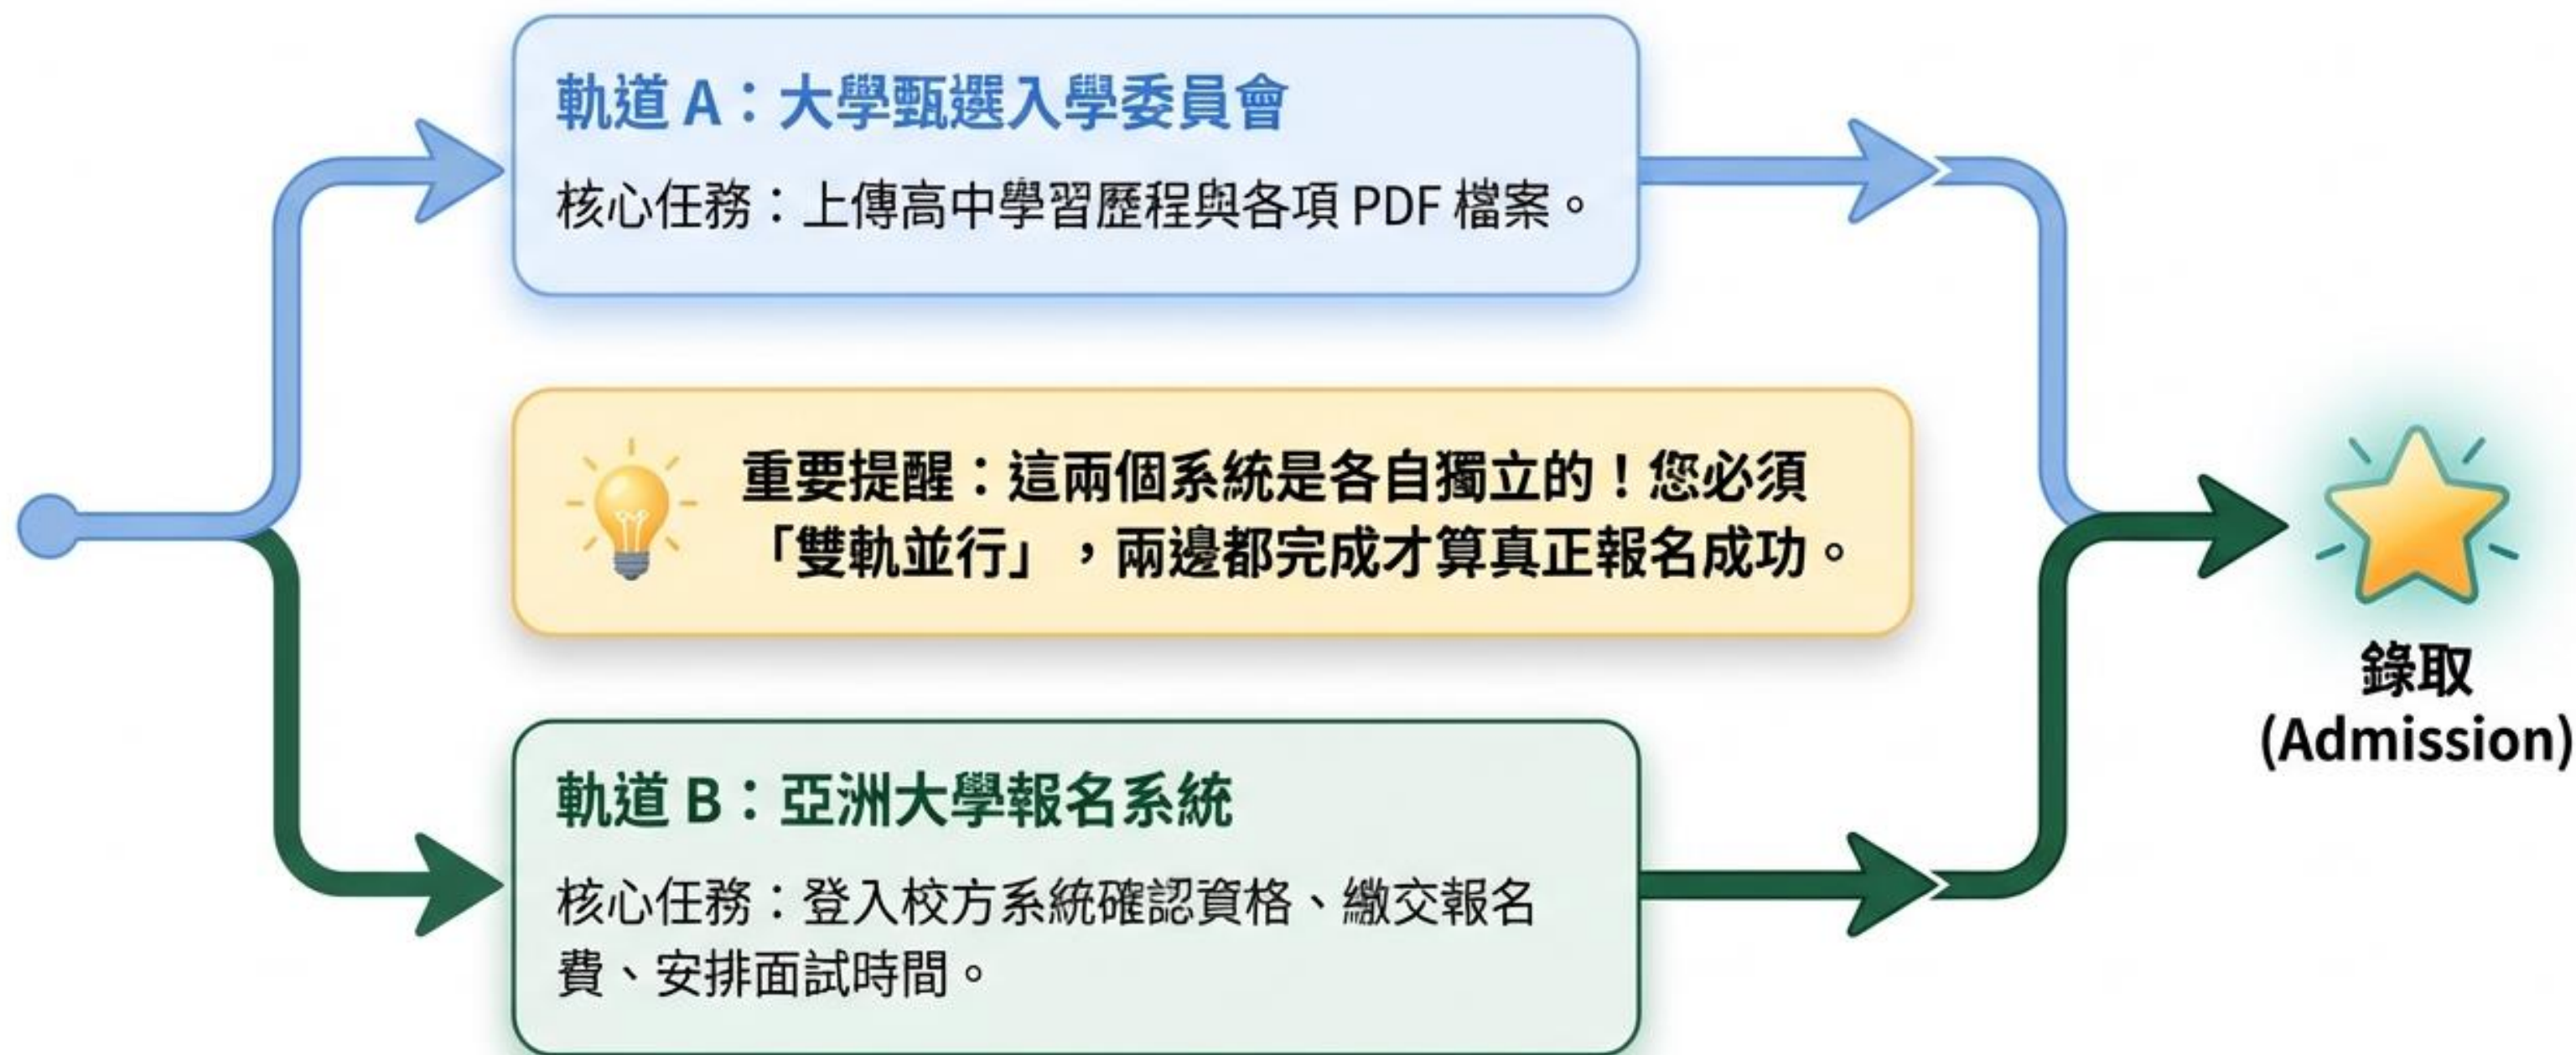 軌道 A：大學甄選入學委員會
核心任務：上傳高中學習歷程與各項 PDF 檔案。
重要提醒：這兩個系統是各自獨立的！您必須
「雙軌並行」，兩邊都完成才算真正報名成功。
軌道 B：亞洲大學報名系統
核心任務：登入校方系統確認資格、繳交報名
費、安排面試時間。
錄取
(Admission)